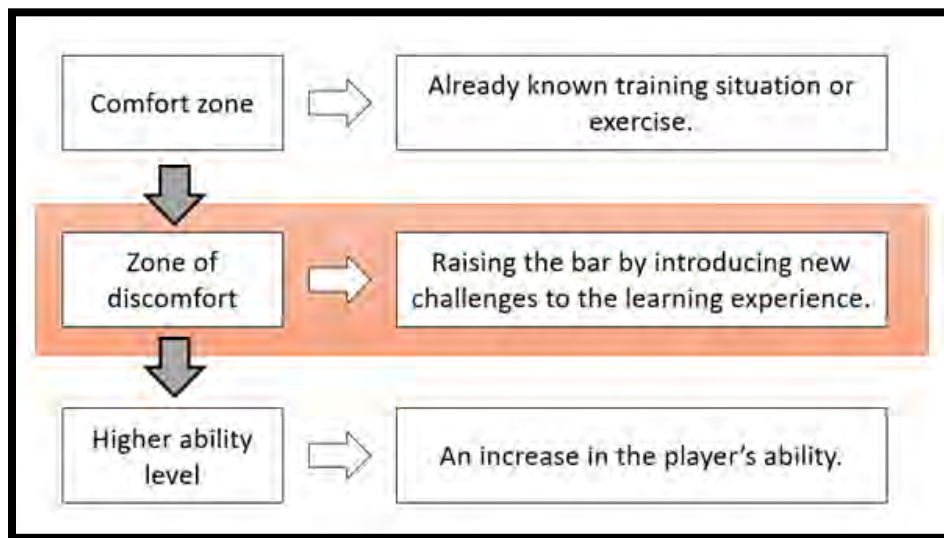 Comfort zone
Already known training situation or
exercise.
Zone of
discomfort
Raising the bar by introducing new
challenges to the learning experience.
Higher ability
level
An increase in the player's ability.